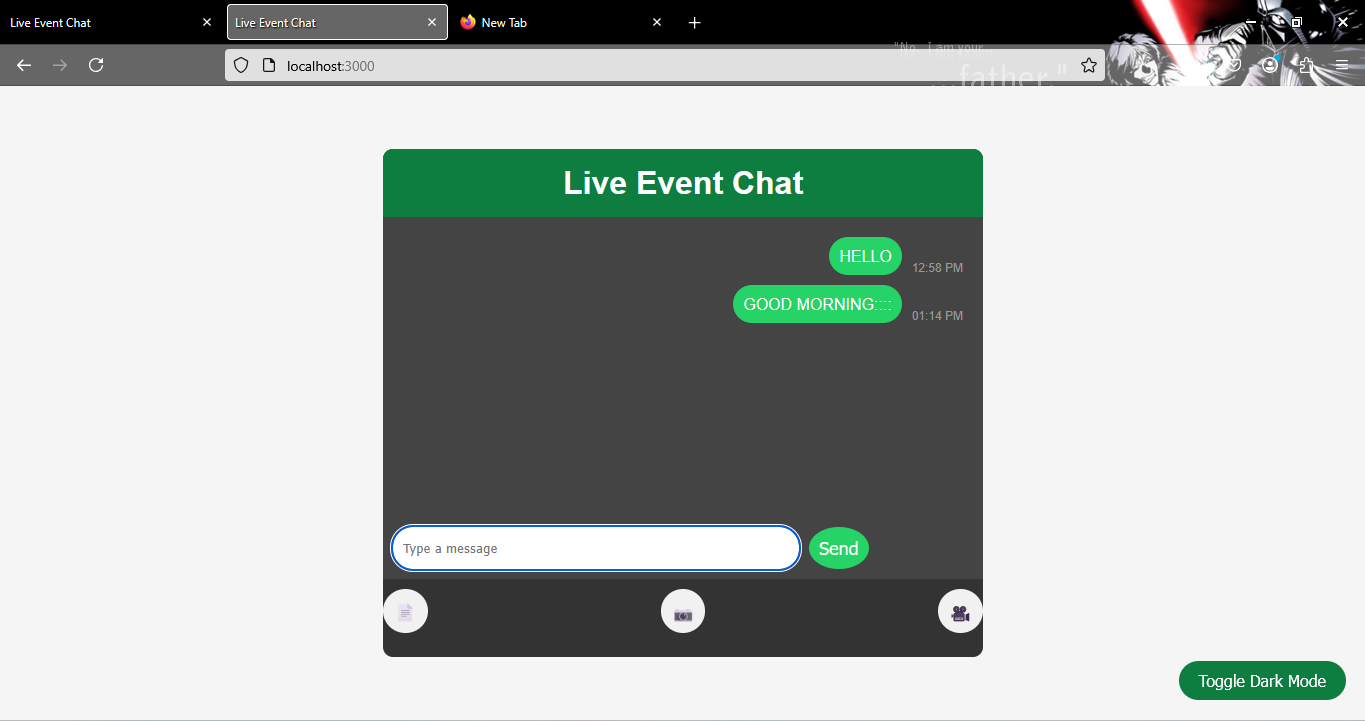 Live Event Chat
Live Event Chat
New Tab
"No, I am your...
...father."
localhost:3000
Live Event Chat
HELLO
12:58 PM
GOOD MORNING::::
01:14 PM
Type a message
Send
Toggle Dark Mode